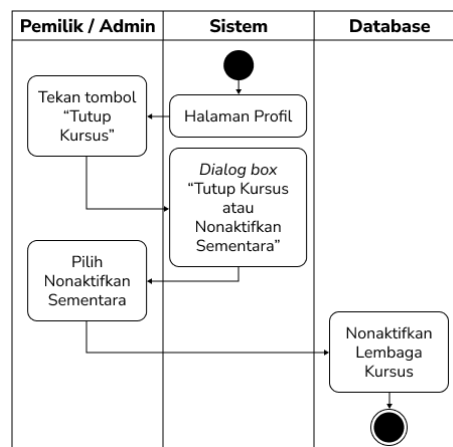 Pemilik / Admin
Sistem
Database
Halaman Profil
Tekan tombol
“Tutup
Kursus”
Dialog box
“Tutup Kursus
atau
Nonaktifkan
Sementara”
Pilih
Nonaktifkan
Sementara
Nonaktifkan
Lembaga
Kursus